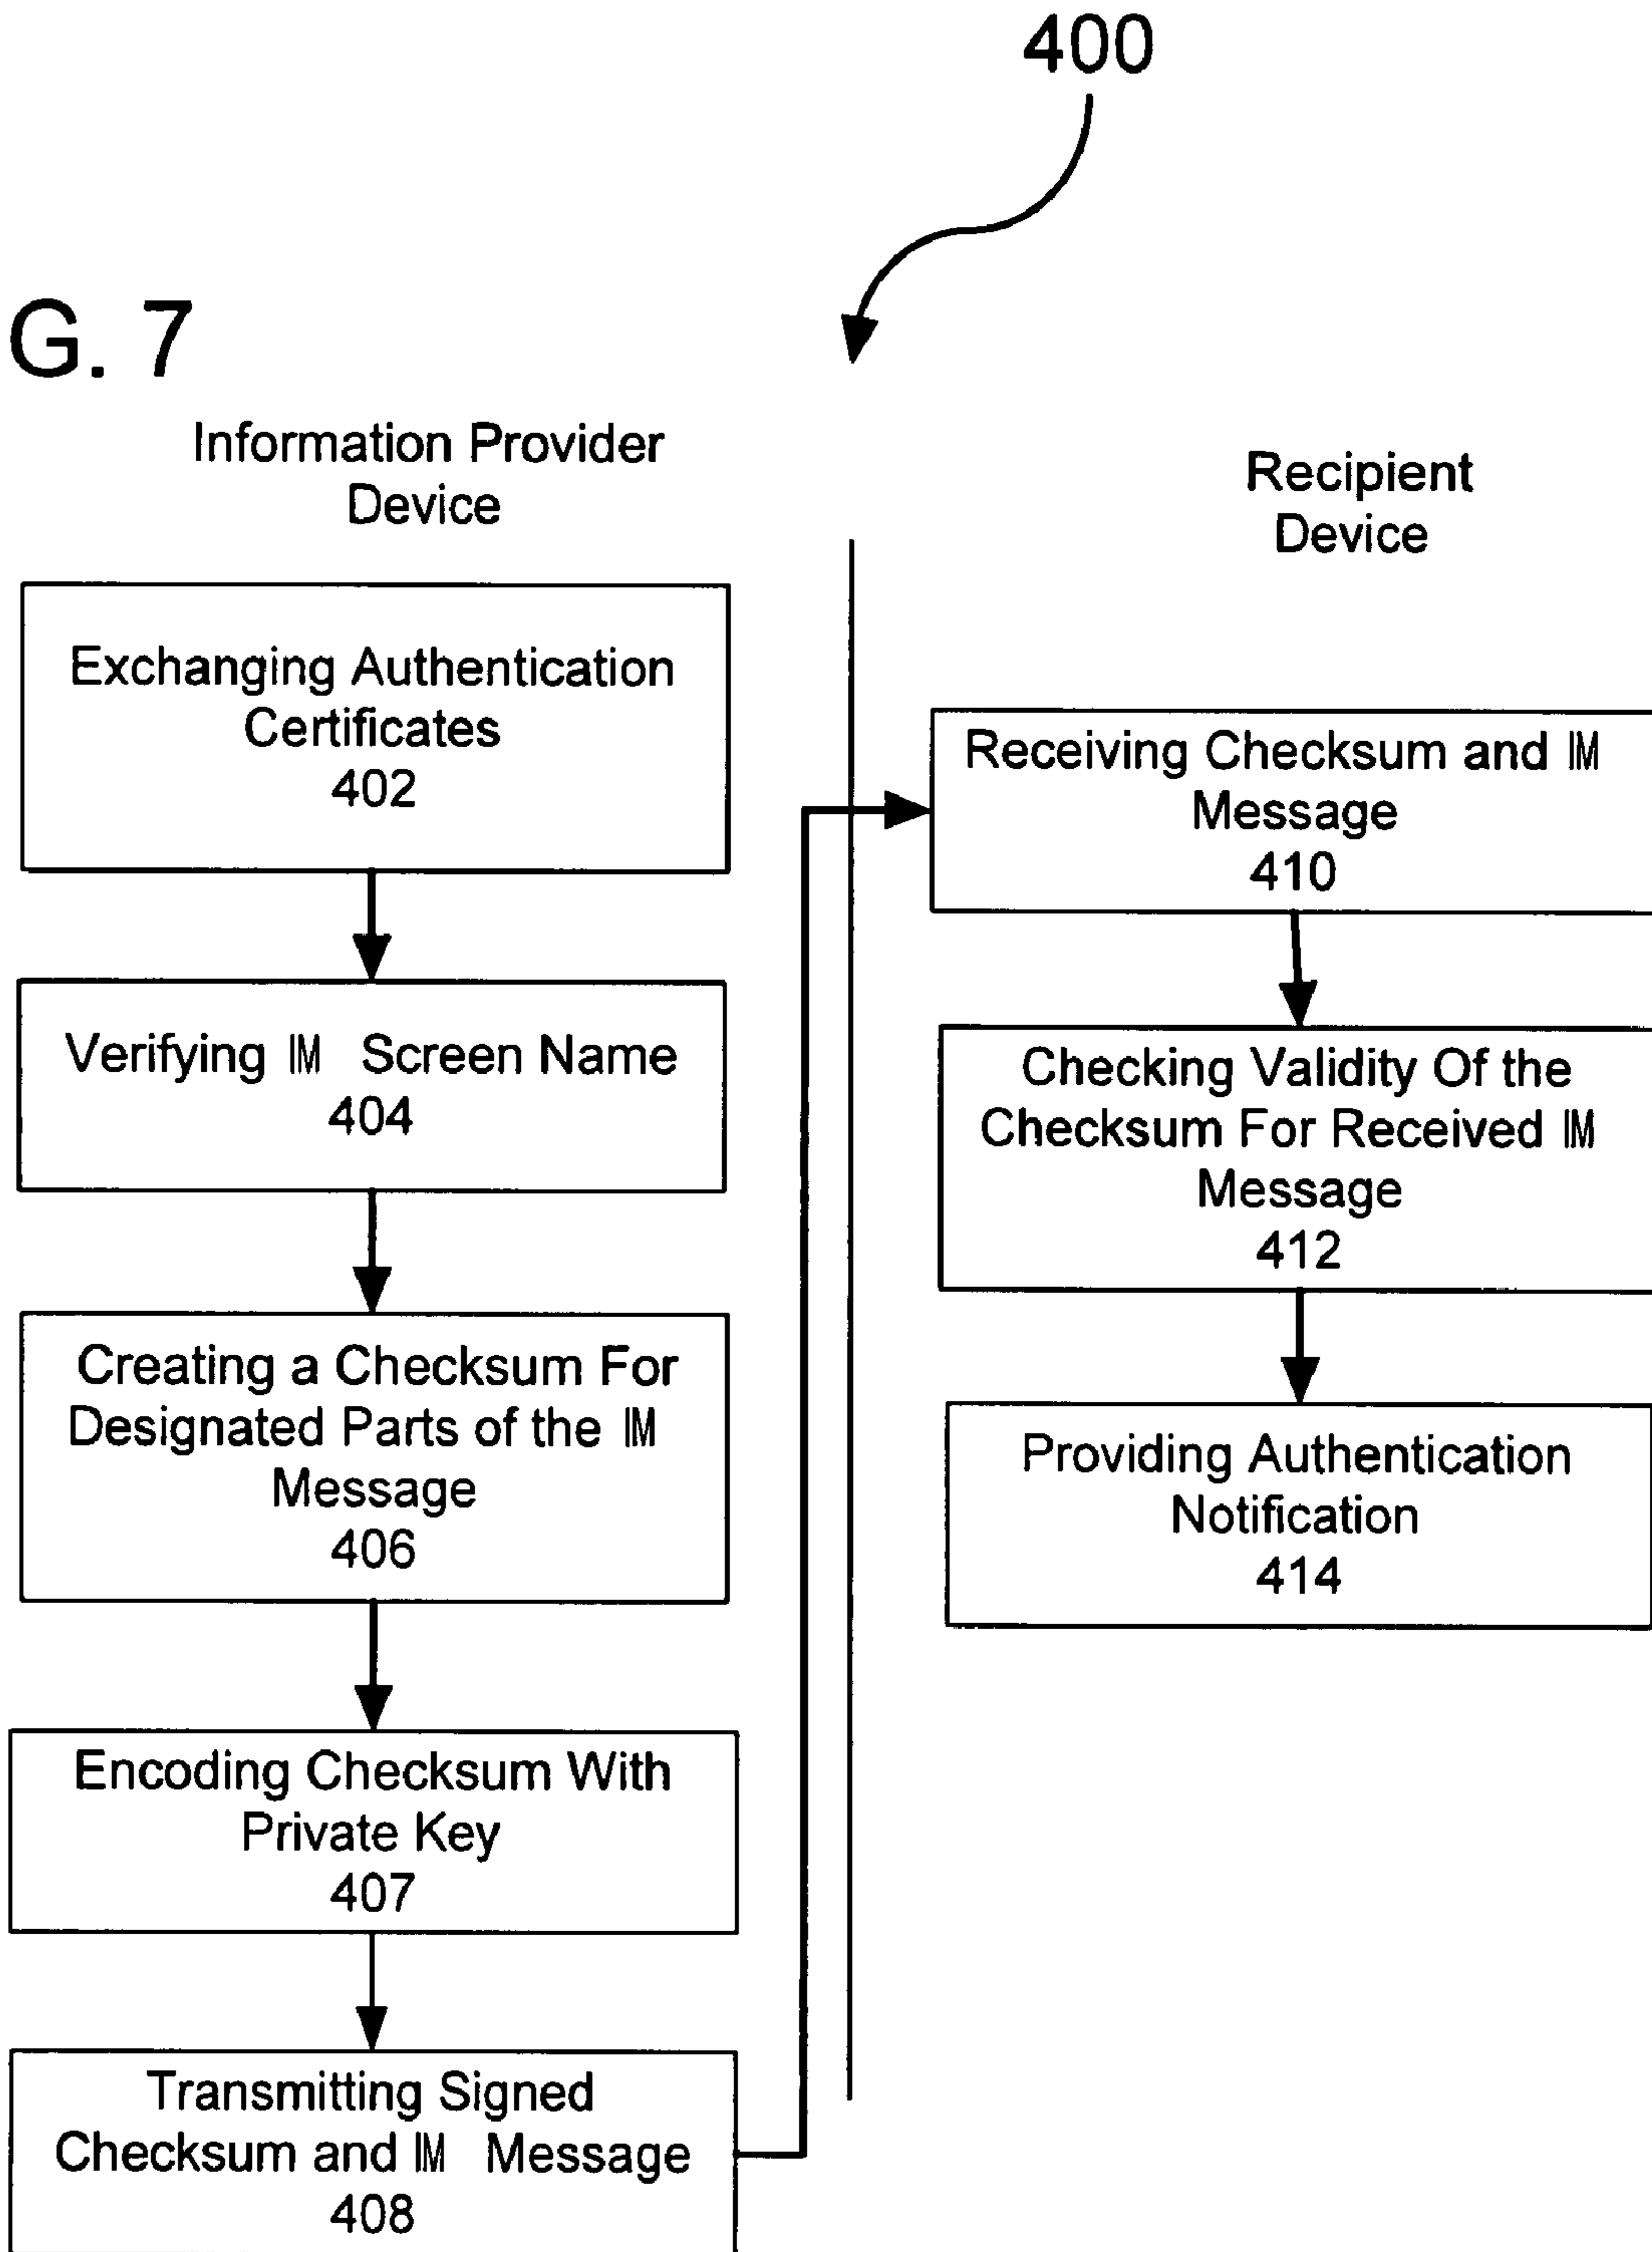 400
G. 7
Information Provider
Device
Exchanging Authentication
Certificates
402
Verifying IM Screen Name
404
Creating a Checksum For
Designated Parts of the IM
Message
406
Encoding Checksum With
Private Key
407
Transmitting Signed
Checksum and IM Message
408
Recipient
Device
Receiving Checksum and IM
Message
410
Checking Validity Of the
Checksum For Received IM
Message
412
Providing Authentication
Notification
414